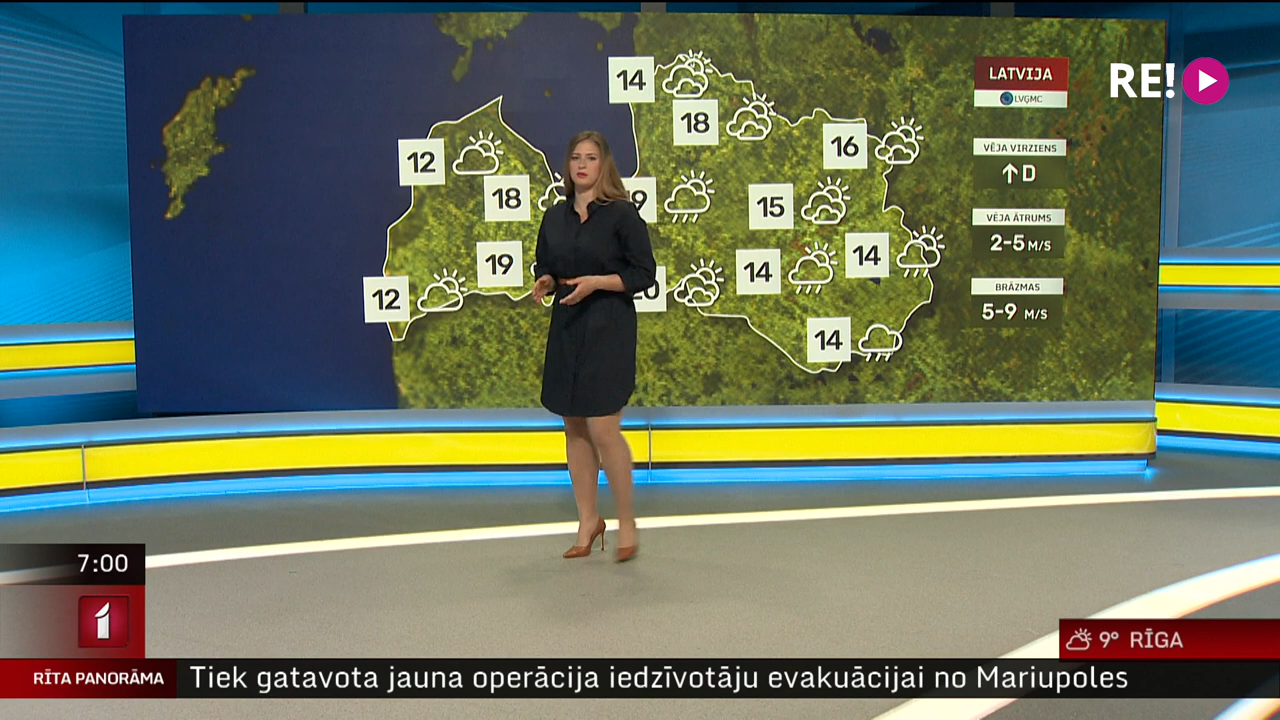 RE!
LATVIJA
LVĢMC
VĒJA VIRZIENS
↑D
VĒJA ĀTRUMS
2-5 M/S
BRĀZMAS
5-9 M/S
14
18
16
12
18
9
15
19
14
14
12
20
14
7:00
1
9° RĪGA
RĪTA PANORĀMA
Tiek gatavota jauna operācija iedzīvotāju evakuācijai no Mariupoles